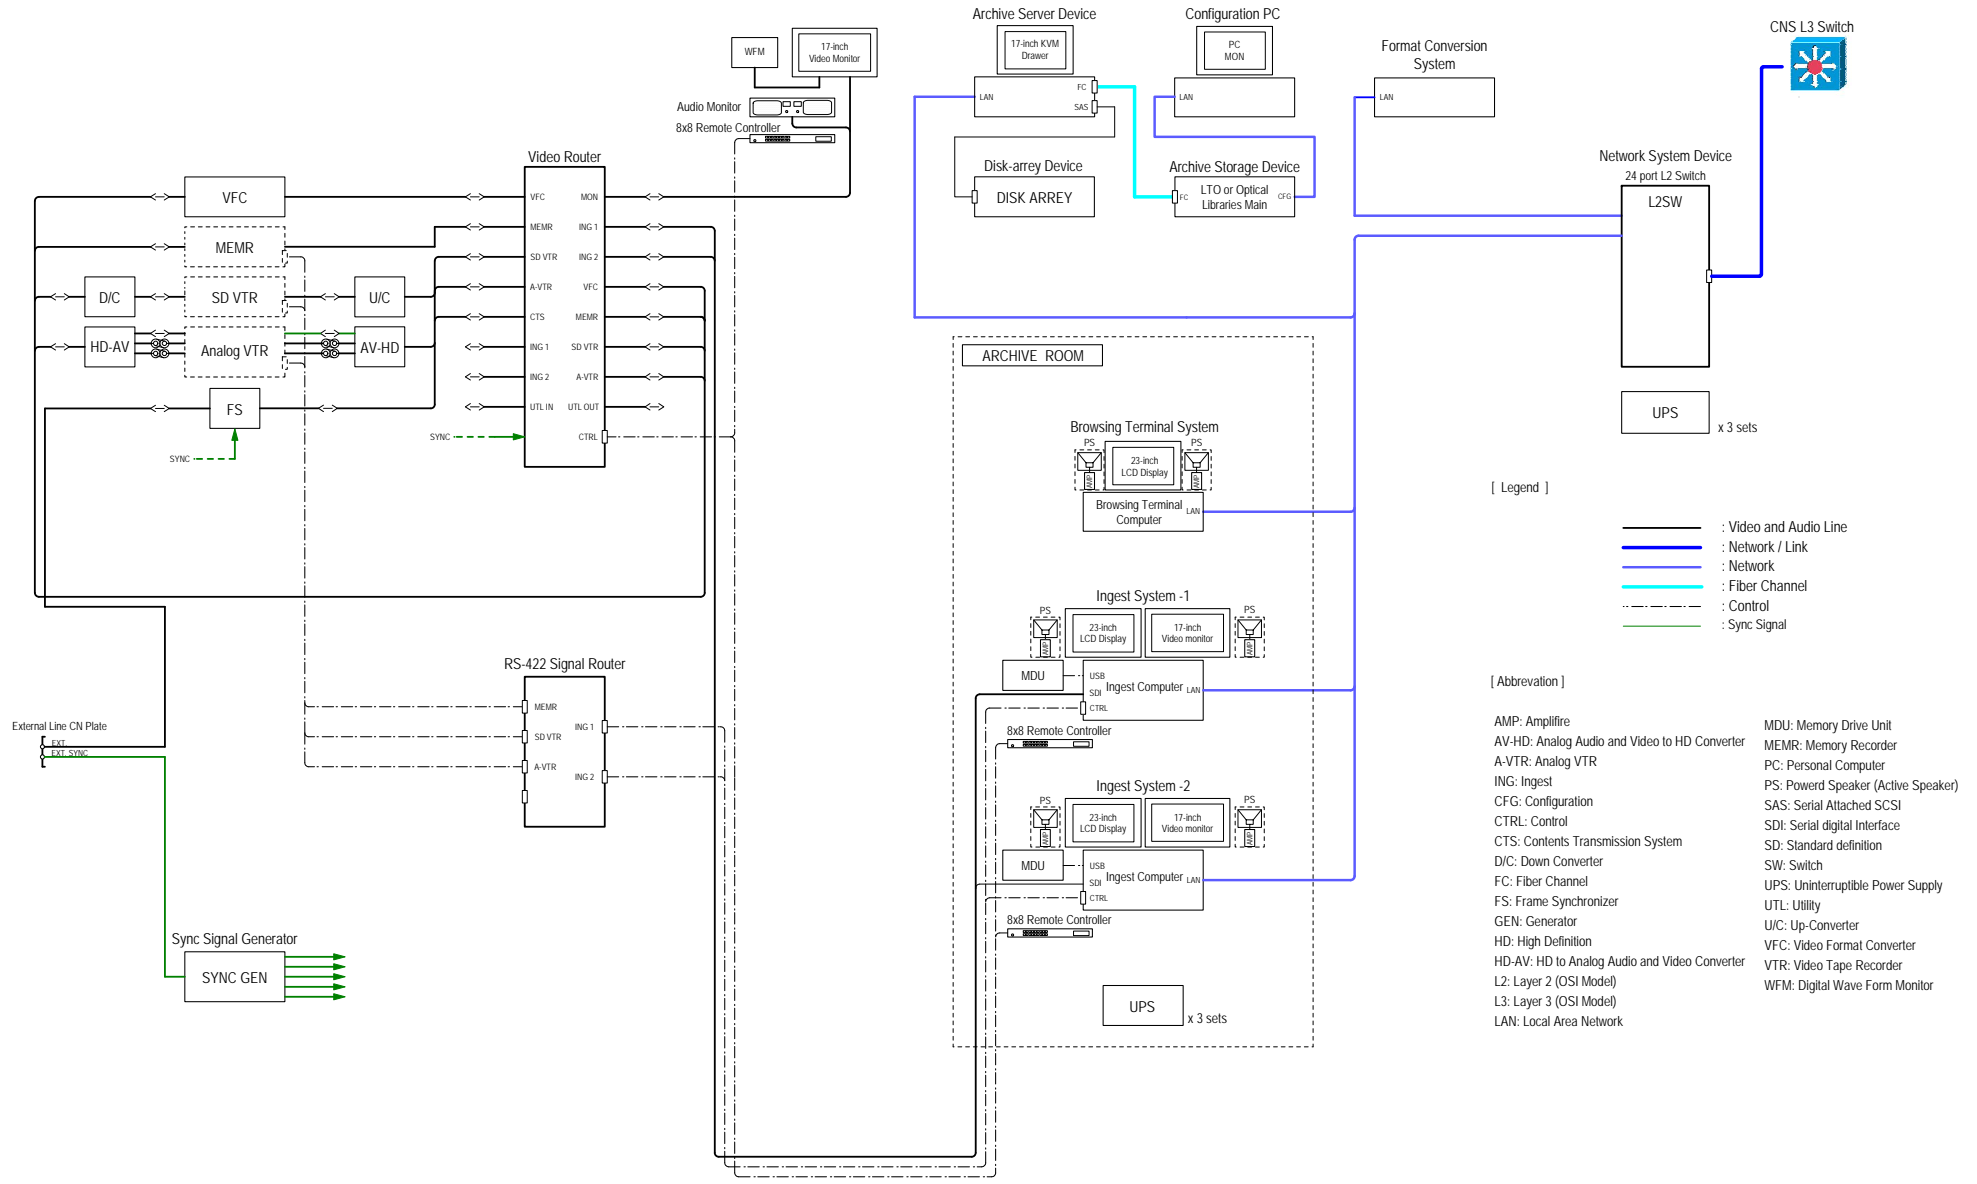 Archive Server Device
Configuration PC
CNS L3 Switch
Format Conversion
System
WFM
17-inch
Video Monitor
17-inch KVM
Drawer
PC
MON
FC
SAS
LAN
LAN
LAN
Audio Monitor
8x8 Remote Controller
Video Router
Disk-arrey Device
DISK ARREY
Archive Storage Device
FC
LTO or Optical
Libraries Main
CFG
Network System Device
24 port L2 Switch
L2SW
UPS
x 3 sets
VFC
MEMR
D/C
SD VTR
U/C
HD-AV
Analog VTR
AV-HD
FS
SYNC
VFC
MON
MEMR
ING 1
SD VTR
ING 2
A-VTR
VFC
CTS
MEMR
ING 1
SD VTR
ING 2
A-VTR
UTL IN
UTL OUT
CTRL
SYNC
ARCHIVE ROOM
Browsing Terminal System
PS
PS
23-inch
LCD Display
AMP
AMP
Browsing Terminal
Computer
LAN
Ingest System -1
PS
PS
23-inch
LCD Display
17-inch
Video monitor
AMP
AMP
MDU
USB
SDI
CTRL
Ingest Computer
LAN
8x8 Remote Controller
Ingest System -2
PS
PS
23-inch
LCD Display
17-inch
Video monitor
AMP
AMP
MDU
USB
SDI
CTRL
Ingest Computer
LAN
8x8 Remote Controller
UPS
x 3 sets
RS-422 Signal Router
MEMR
ING 1
SD VTR
A-VTR
ING 2
External Line CN Plate
EXT.
EXT. SYNC
Sync Signal Generator
SYNC GEN
[ Legend ]
: Video and Audio Line
: Network / Link
: Network
: Fiber Channel
: Control
: Sync Signal
[ Abbrevation ]
AMP: Amplifire
AV-HD: Analog Audio and Video to HD Converter
A-VTR: Analog VTR
ING: Ingest
CFG: Configuration
CTRL: Control
CTS: Contents Transmission System
D/C: Down Converter
FC: Fiber Channel
FS: Frame Synchronizer
GEN: Generator
HD: High Definition
HD-AV: HD to Analog Audio and Video Converter
L2: Layer 2 (OSI Model)
L3: Layer 3 (OSI Model)
LAN: Local Area Network
MDU: Memory Drive Unit
MEMR: Memory Recorder
PC: Personal Computer
PS: Powerd Speaker (Active Speaker)
SAS: Serial Attached SCSI
SDI: Serial digital Interface
SD: Standard definition
SW: Switch
UPS: Uninterruptible Power Supply
UTL: Utility
U/C: Up-Converter
VFC: Video Format Converter
VTR: Video Tape Recorder
WFM: Digital Wave Form Monitor